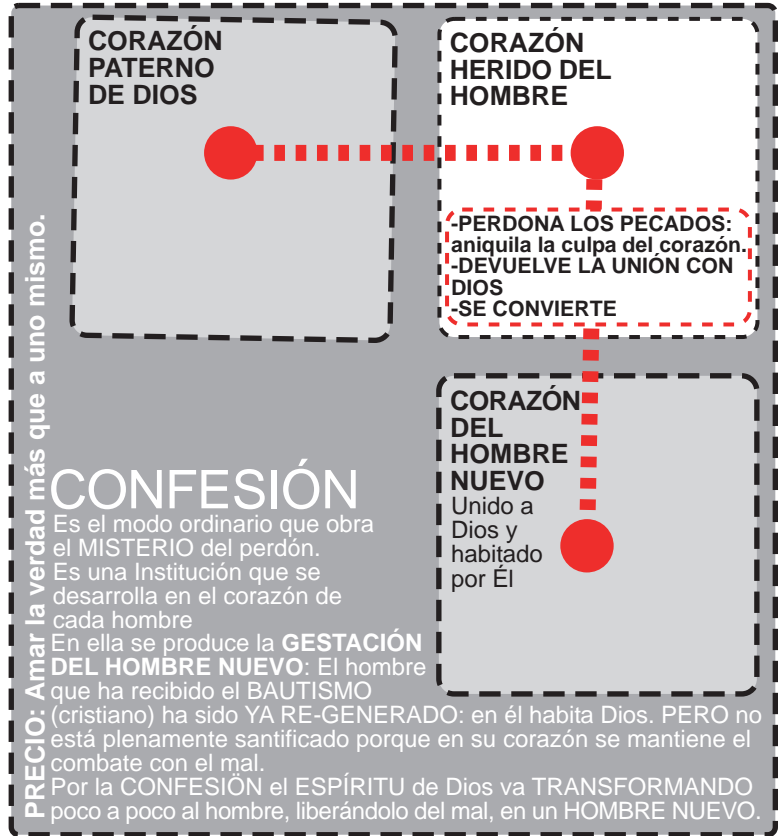 CORAZÓN
PATERNO
DE DIOS
CORAZÓN
HERIDO DEL
HOMBRE
-PERDONA LOS PECADOS:
aniquila la culpa del corazón.
-DEVUELVE LA UNIÓN CON
DIOS
-SE CONVIERTE
CORAZÓN
DEL
HOMBRE
NUEVO
Unido a
Dios y
habitado
por Él
PRECIO: Amar la verdad más que a uno mismo.
CONFESIÓN
Es el modo ordinario que obra
el MISTERIO del perdón.
Es una Institución que se
desarrolla en el corazón de
cada hombre
En ella se produce la GESTACIÓN
DEL HOMBRE NUEVO: El hombre
que ha recibido el BAUTISMO
(cristiano) ha sido YA RE-GENERADO: en él habita Dios. PERO no
está plenamente santificado porque en su corazón se mantiene el
combate con el mal.
Por la CONFESIÖN el ESPÍRITU de Dios va TRANSFORMANDO
poco a poco al hombre, liberándolo del mal, en un HOMBRE NUEVO.